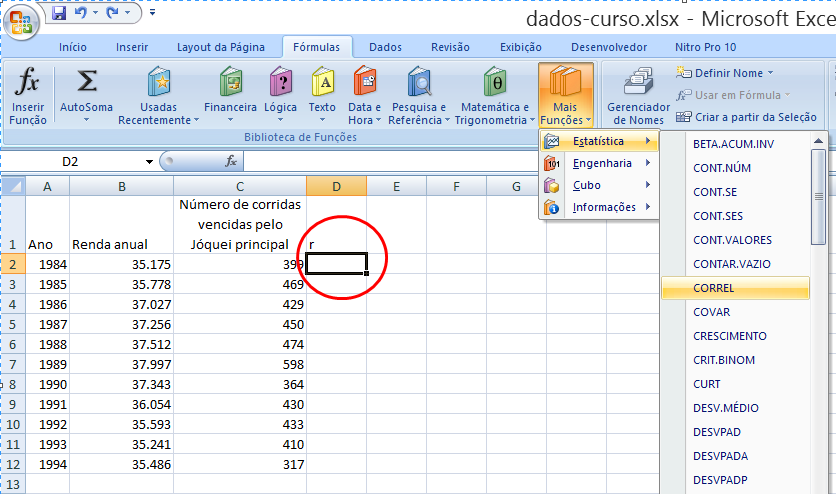 dados-curso.xlsx - Microsoft Exce
Início Inserir Layout da Página Fórmulas Dados Revisão Exibição Desenvolvedor Nitro Pro 10
fx Inserir Função
Σ AutoSoma
Usadas Recentemente
Financeira
? Lógica
A Texto
Data e Hora
Pesquisa e Referência
θ Matemática e Trigonometria
Mais Funções
Gerenciador de Nomes
Definir Nome
fx Usar em Fórmula
Criar a partir da Seleção
Biblioteca de Funções
Estatística
101 Engenharia
Cubo
Informações
BETA.ACUM.INV
CONT.NÚM
CONT.SE
CONT.SES
CONT.VALORES
CONTAR.VAZIO
CORREL
COVAR
CRESCIMENTO
CRIT.BINOM
CURT
DESV.MÉDIO
DESVPAD
DESVPADA
DESVPADP
D2 fx
A B C D E F G
Número de corridas
vencidas pelo
1 Ano Renda anual Jóquei principal r
2 1984 35.175 399
3 1985 35.778 469
4 1986 37.027 429
5 1987 37.256 450
6 1988 37.512 474
7 1989 37.997 598
8 1990 37.343 364
9 1991 36.054 430
10 1992 35.593 433
11 1993 35.241 410
12 1994 35.486 317
13